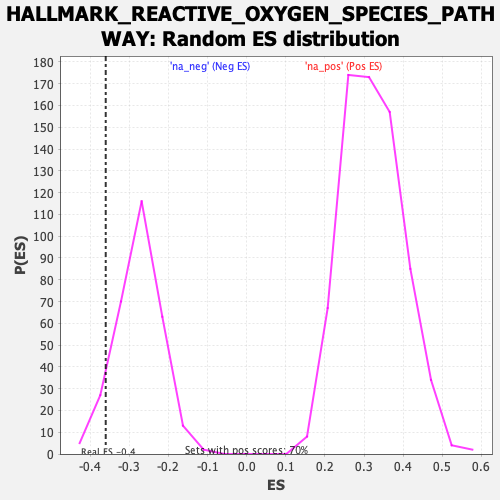 HALLMARK_REACTIVE_OXYGEN_SPECIES_PATH
WAY: Random ES distribution
'na_neg' (Neg ES)
'na_pos' (Pos ES)
180
170
160
150
140
130
120
110
100
90
80
70
60
50
40
30
20
10
0
P(ES)
Real ES -0.4
Sets with pos scores: 70%
-0.4 -0.3 -0.2 -0.1 0.0 0.1 0.2 0.3 0.4 0.5 0.6
ES